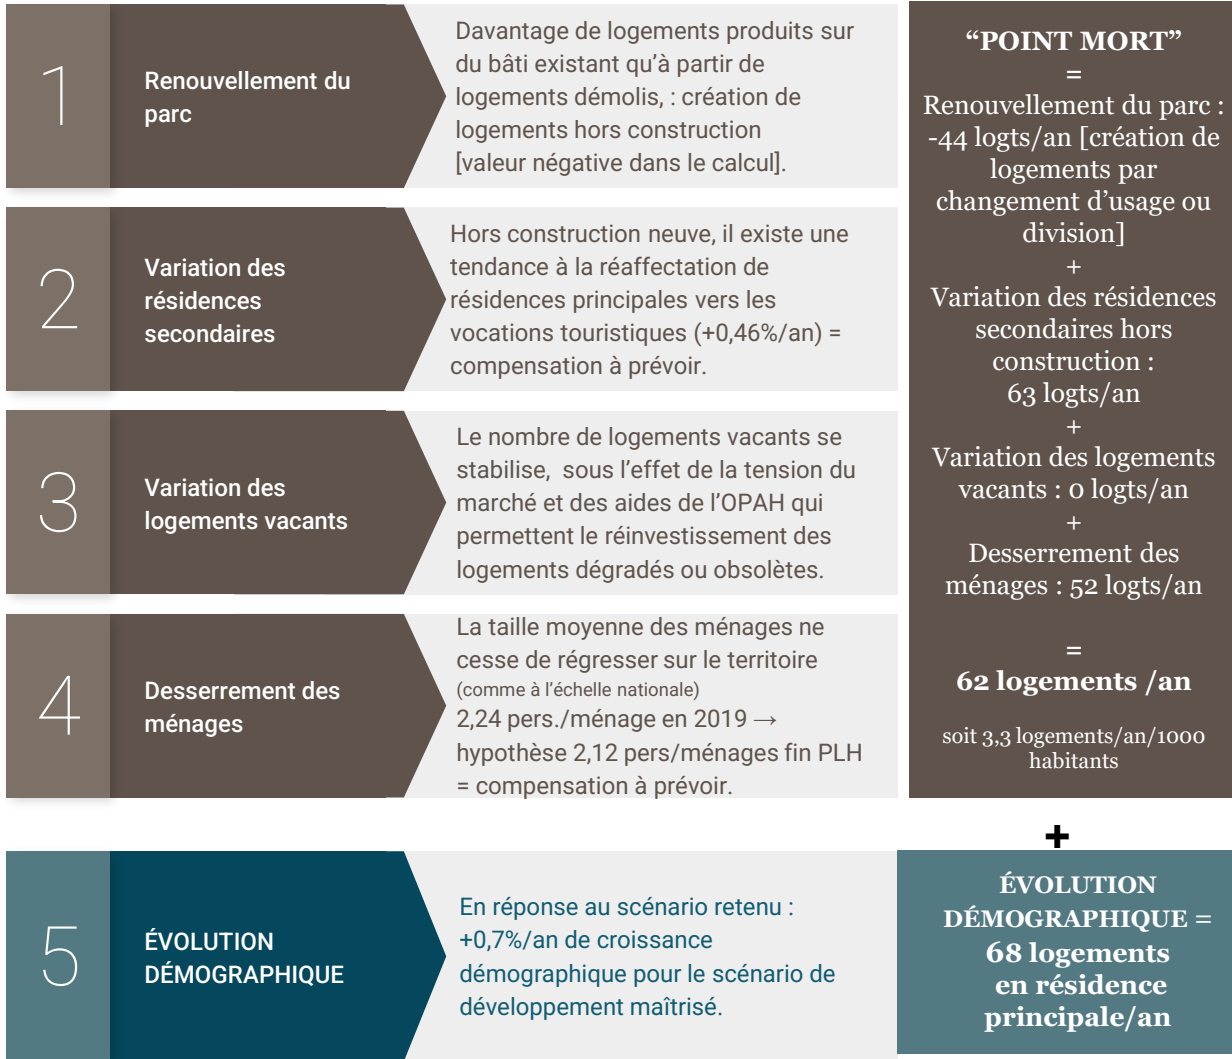 1
Renouvellement du
parc
Davantage de logements produits sur
du bâti existant qu'à partir de
logements démolis, : création de
logements hors construction
[valeur négative dans le calcul].
2
Variation des
résidences
secondaires
Hors construction neuve, il existe une
tendance à la réaffectation de
résidences principales vers les
vocations touristiques (+0,46%/an) =
compensation à prévoir.
3
Variation des
logements vacants
Le nombre de logements vacants se
stabilise, sous l'effet de la tension du
marché et des aides de l'OPAH qui
permettent le réinvestissement des
logements dégradés ou obsolètes.
4
Desserrement des
ménages
La taille moyenne des ménages ne
cesse de régresser sur le territoire
(comme à l'échelle nationale)
2,24 pers./ménage en 2019 →
hypothèse 2,12 pers/ménages fin PLH
= compensation à prévoir.
“POINT MORT”
=
Renouvellement du parc :
-44 logts/an [création de
logements par
changement d'usage ou
division]
+
Variation des résidences
secondaires hors
construction :
63 logts/an
+
Variation des logements
vacants : 0 logts/an
+
Desserrement des
ménages : 52 logts/an
=
62 logements /an
soit 3,3 logements/an/1000
habitants
+
5
ÉVOLUTION
DÉMOGRAPHIQUE
En réponse au scénario retenu :
+0,7%/an de croissance
démographique pour le scénario de
développement maîtrisé.
ÉVOLUTION
DÉMOGRAPHIQUE =
68 logements
en résidence
principale/an